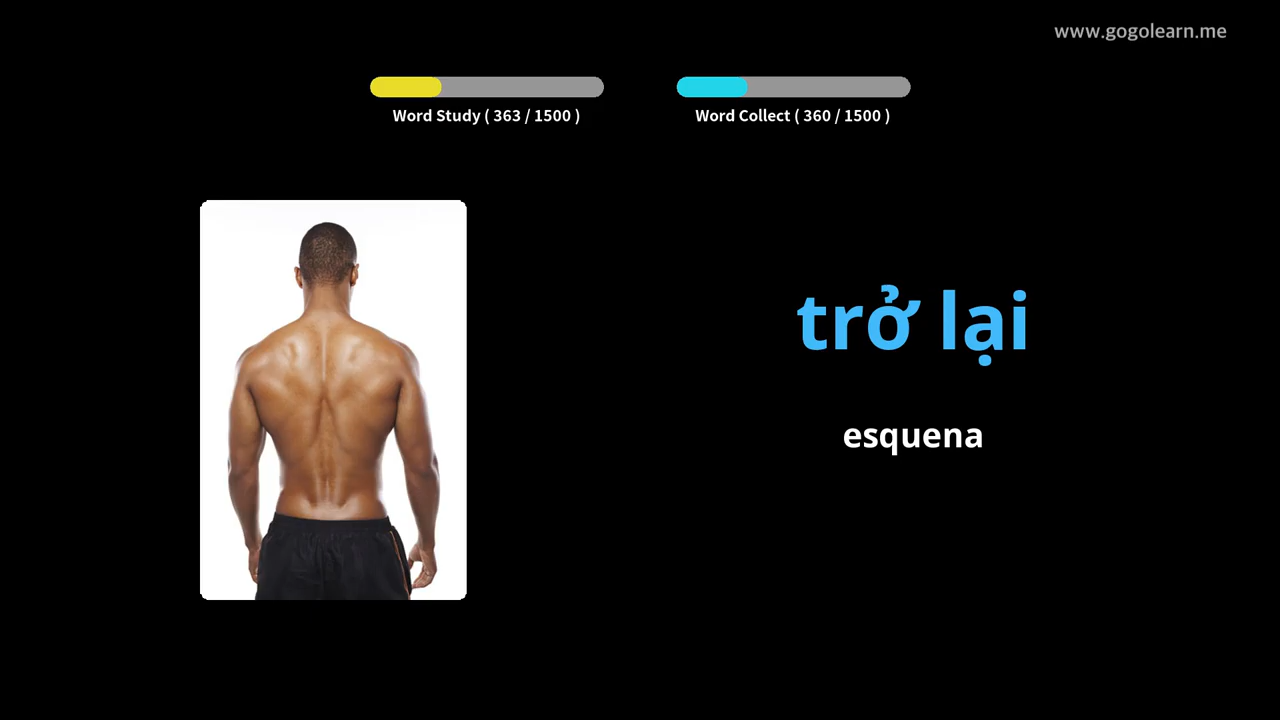 www.gogolearn.me
Word Study ( 363 / 1500 )
Word Collect ( 360 / 1500 )
trở lại
esquena